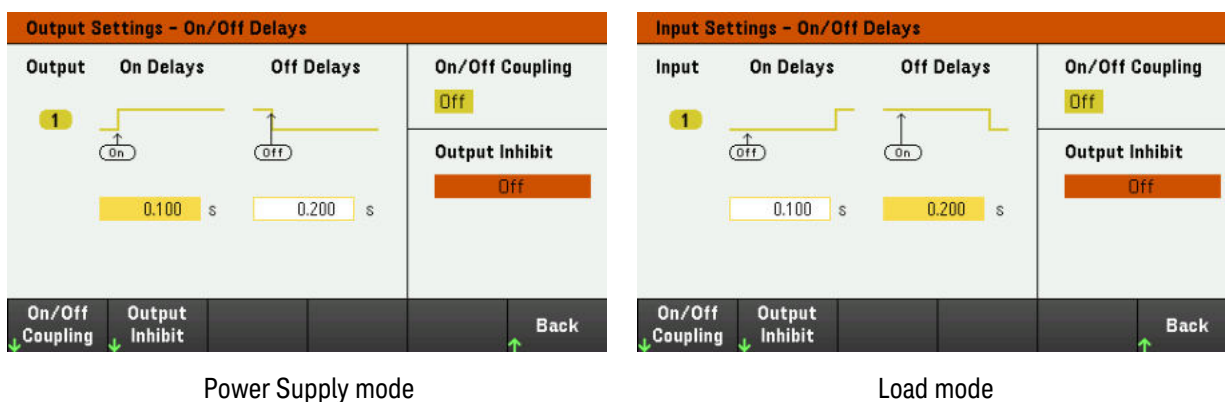 Output Settings - On/Off Delays
Output On Delays Off Delays
1
On
Off
0.100 s 0.200 s
On/Off Coupling
Off
Output Inhibit
Off
On/Off Coupling
Output Inhibit
Back
Power Supply mode
Input Settings - On/Off Delays
Input On Delays Off Delays
1
Off
On
0.100 s 0.200 s
On/Off Coupling
Off
Output Inhibit
Off
On/Off Coupling
Output Inhibit
Back
Load mode